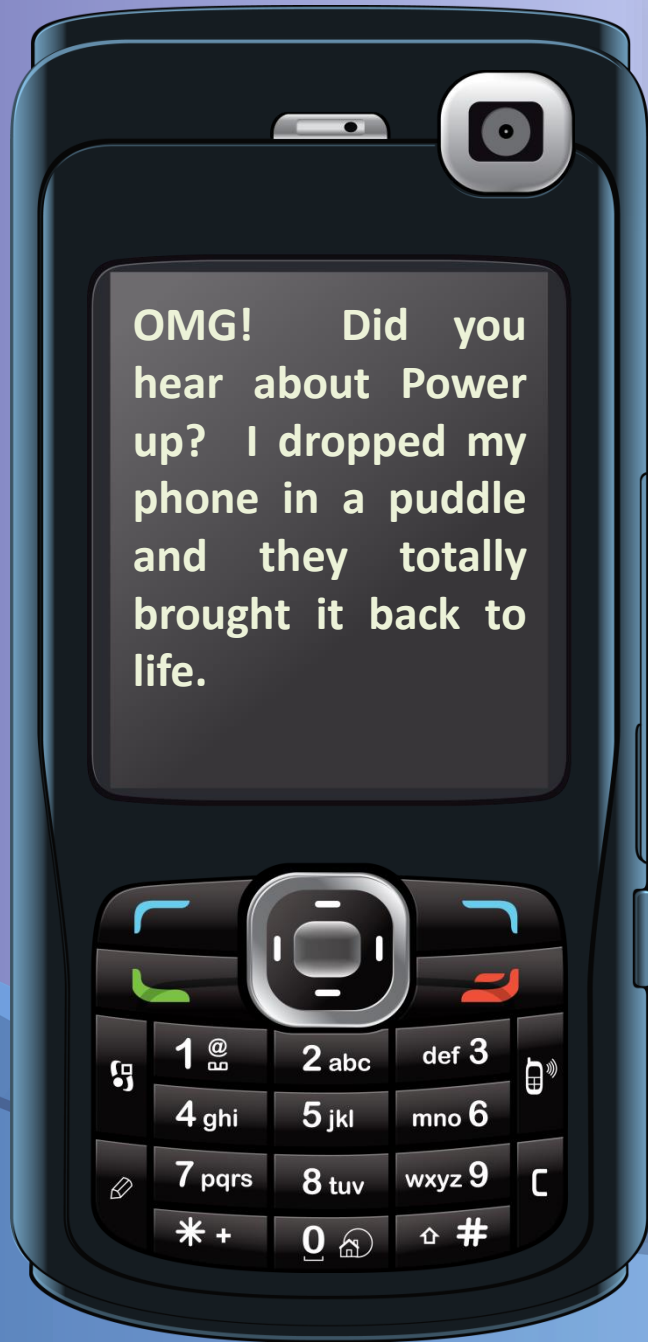 OMG! Did you
hear about Power
up? I dropped my
phone in a puddle
and they totally
brought it back to
life.
1 @ 2 abc def 3
4 ghi 5 jkl mno 6
7 pqrs 8 tuv wxyz 9 C
* + 0 #